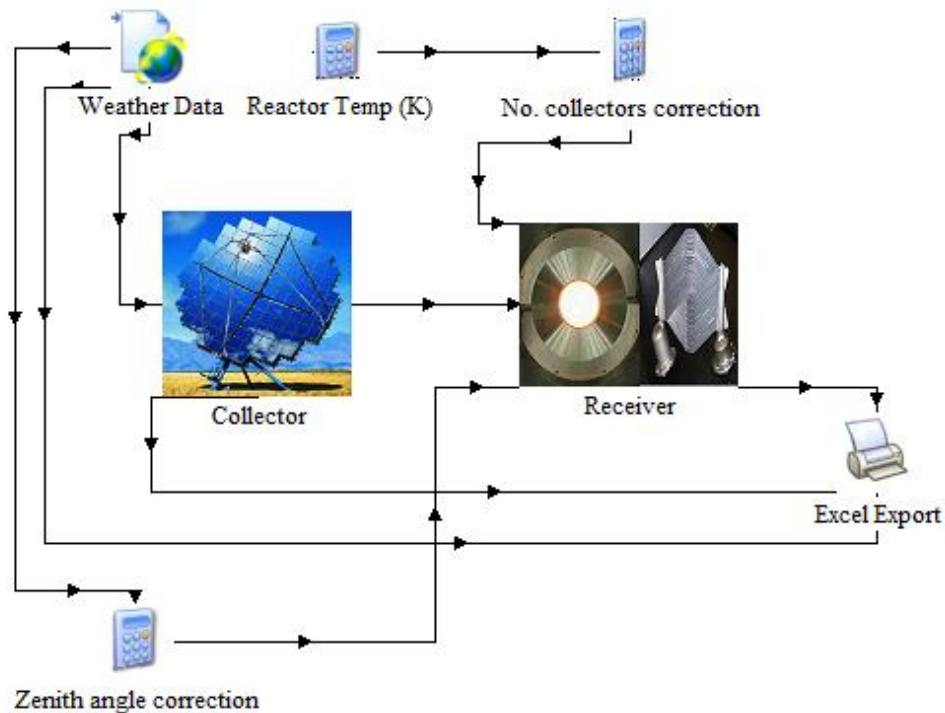 Weather Data
Reactor Temp (K)
No. collectors correction
Collector
Receiver
Excel Export
Zenith angle correction